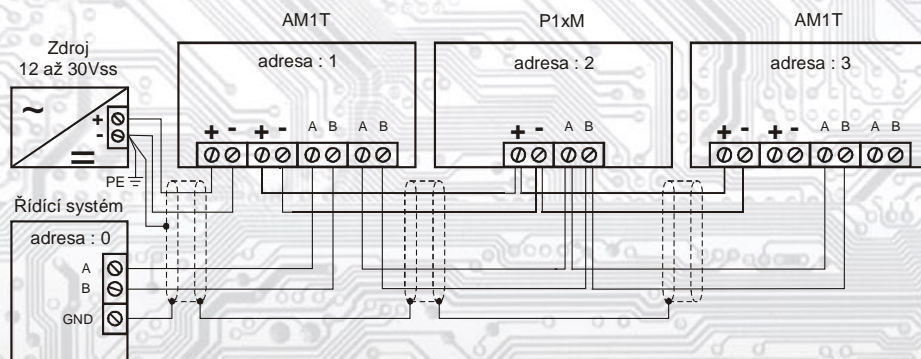 AM1T
P1xM
AM1T
Zdroj
12 až 30Vss
adresa : 1
adresa : 2
adresa : 3
~
+
-
=
+ - + - A B A B
+ - A B
+ - + - A B A B
PE
Řídící systém
adresa : 0
A
B
GND